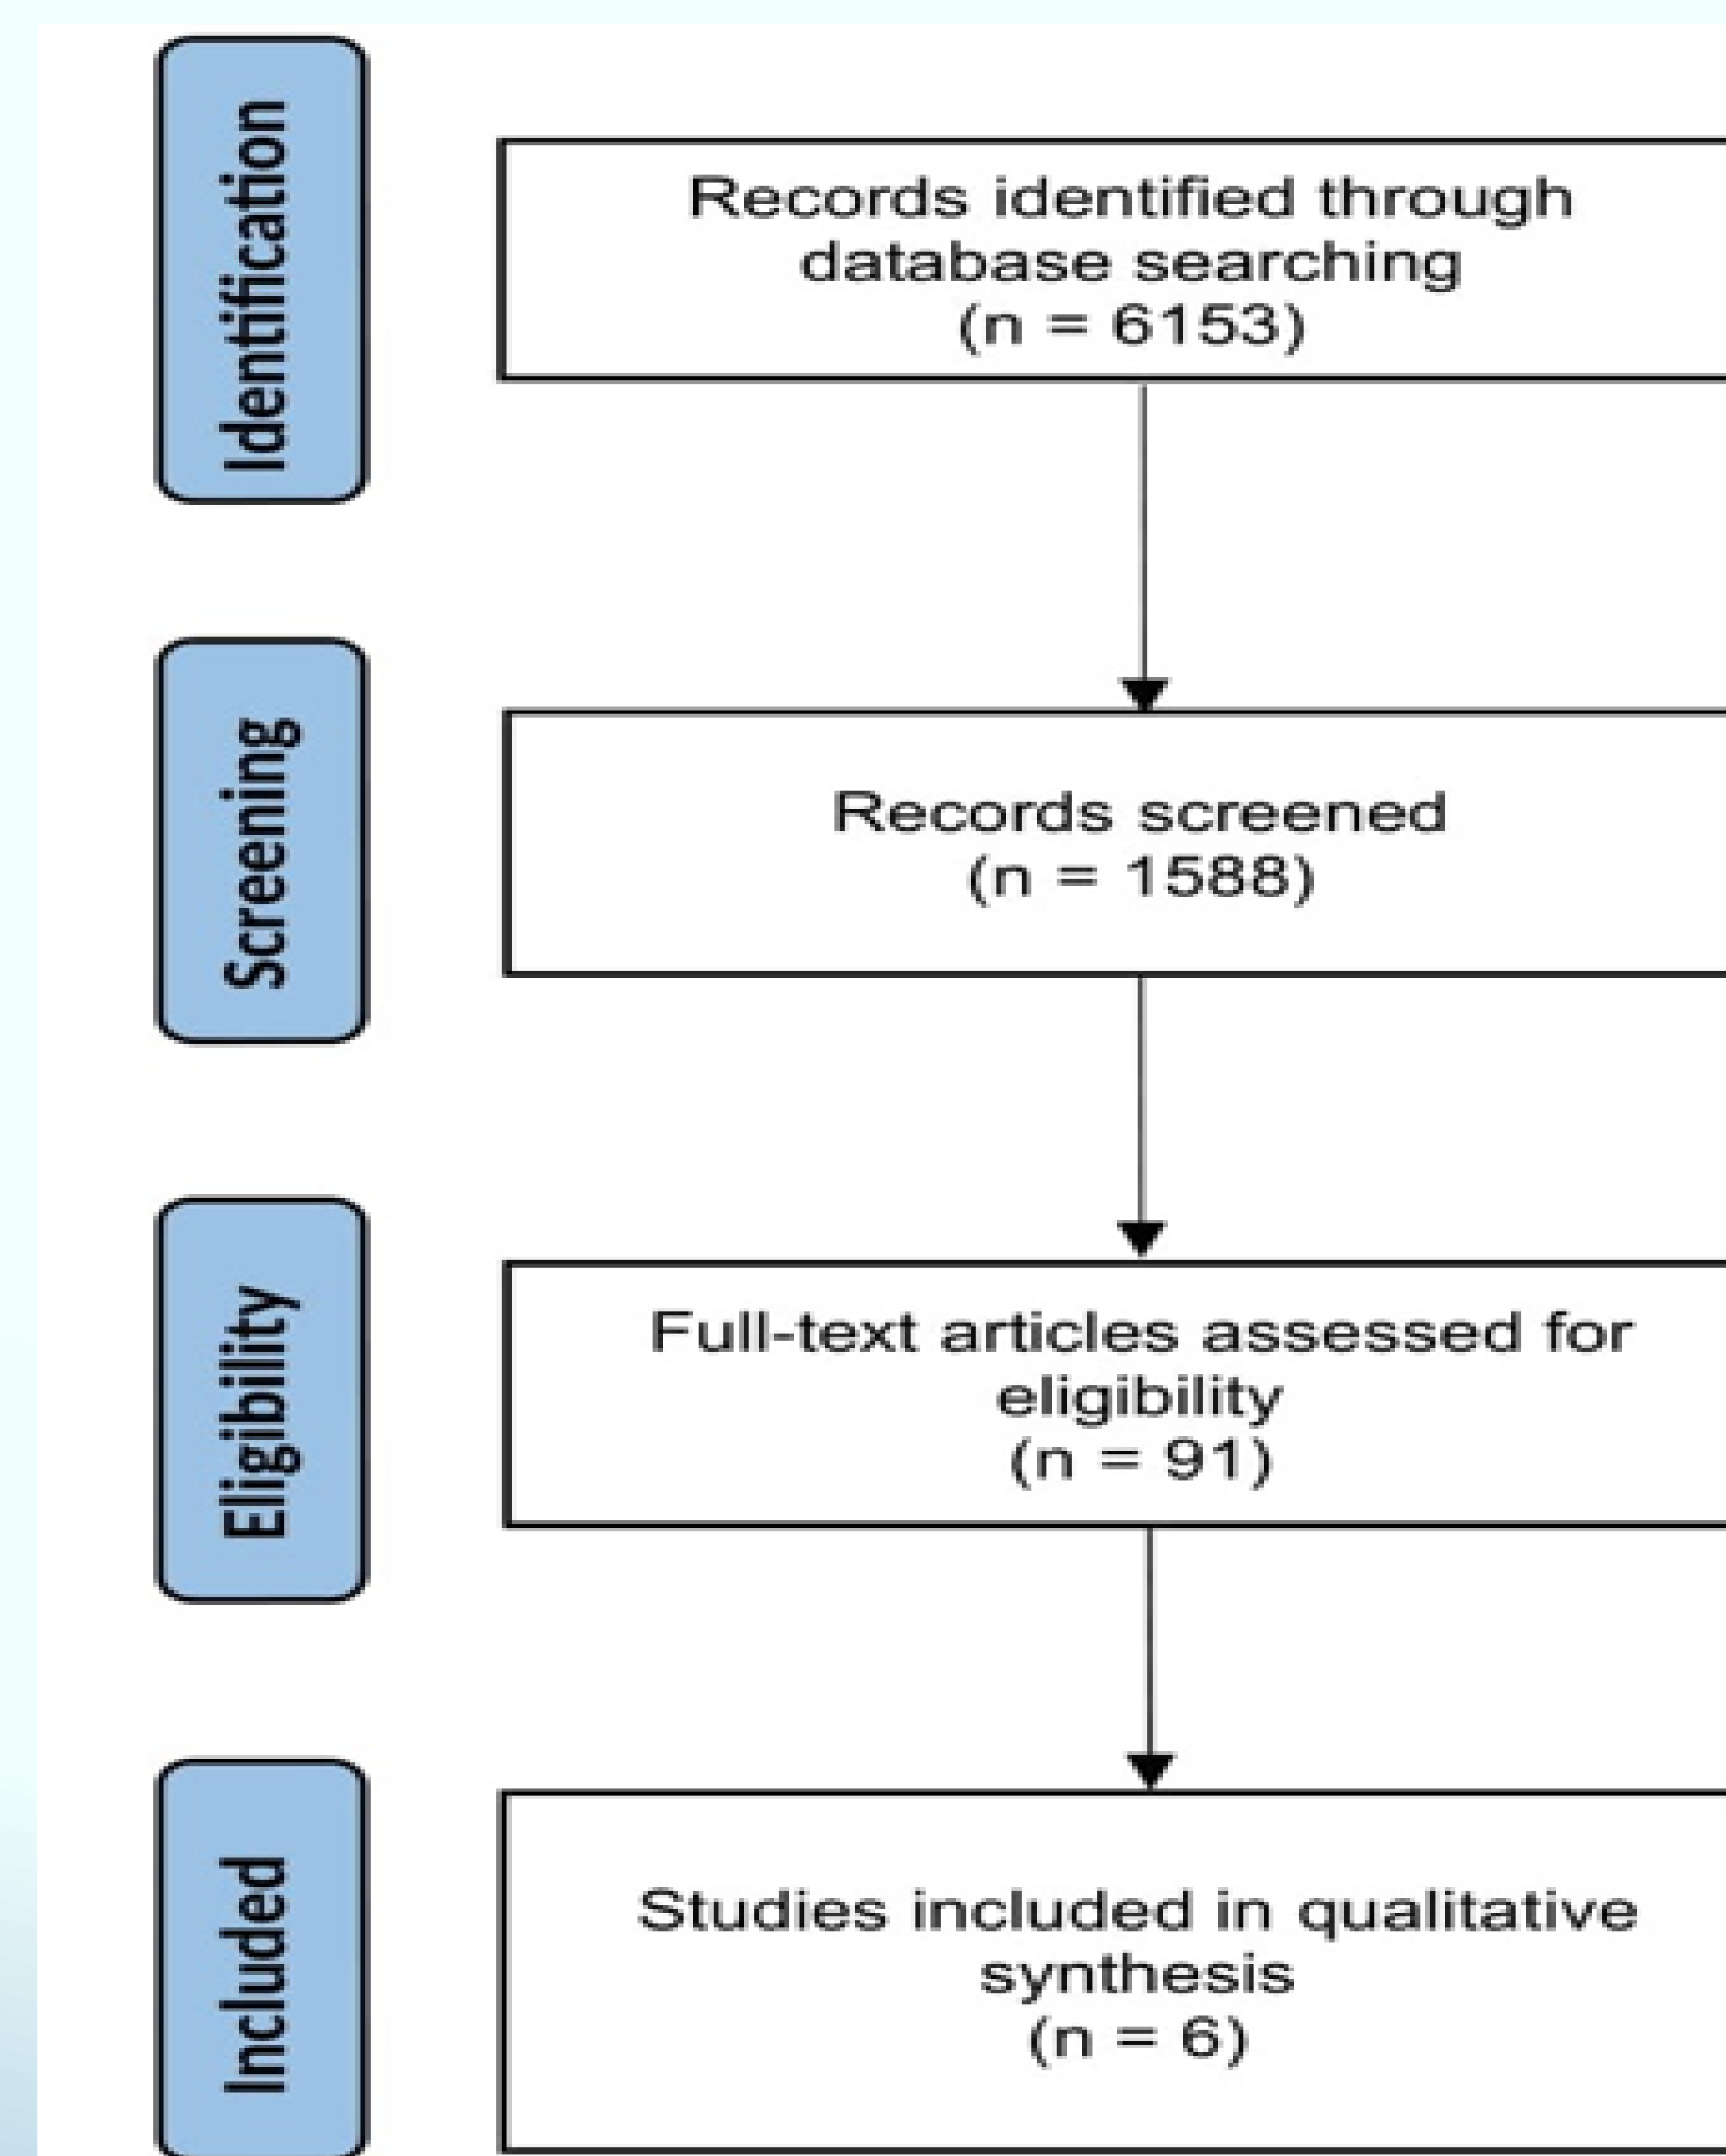 Identification
Records identified through
database searching
(n = 6153)
Screening
Records screened
(n = 1588)
Eligibility
Full-text articles assessed for
eligibility
(n = 91)
Included
Studies included in qualitative
synthesis
(n = 6)